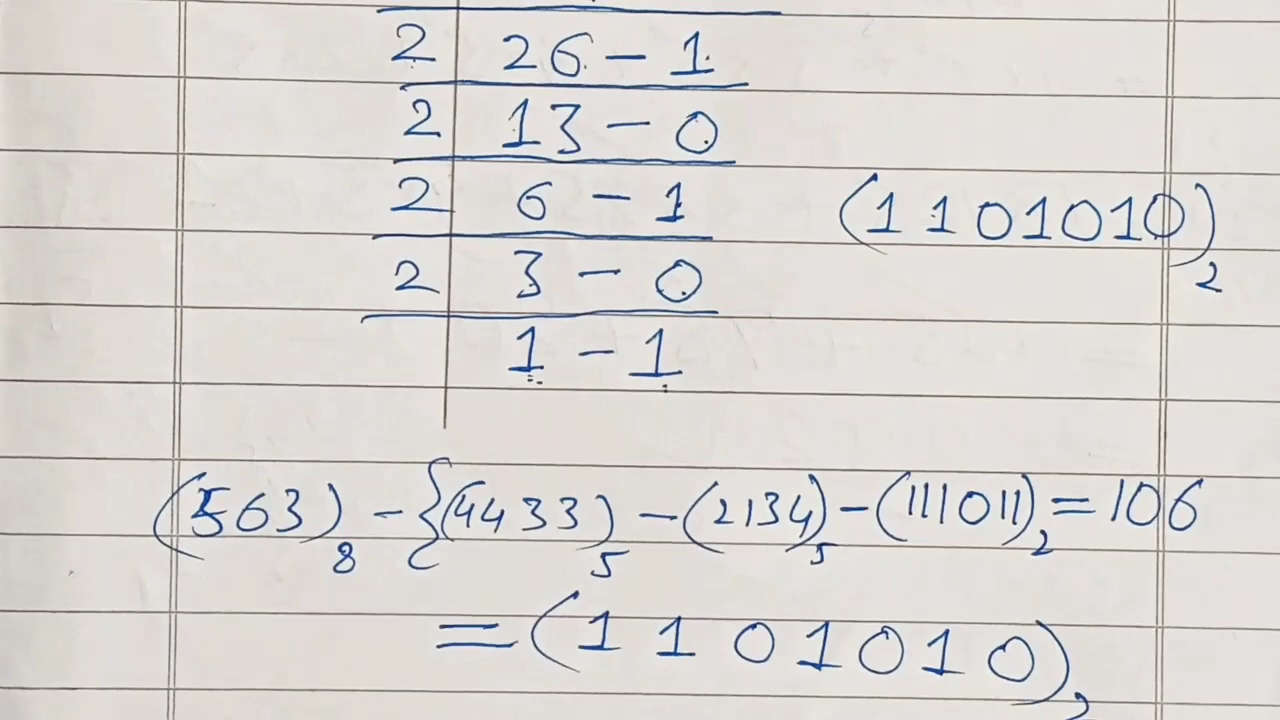 2 26 - 1
2 13 - 0
2 6 - 1
2 3 - 0
1 - 1
(1101010)2
(563)8 - {(4433)5 - (2134)5 - (111011)2 = 106
= (1101010)2